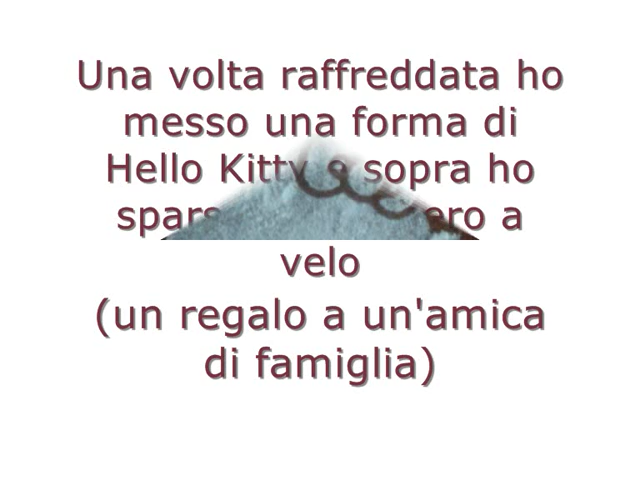 Una volta raffreddata ho
messo una forma di
Hello Kitty e sopra ho
a
velo
(un regalo a un'amica
di famiglia)